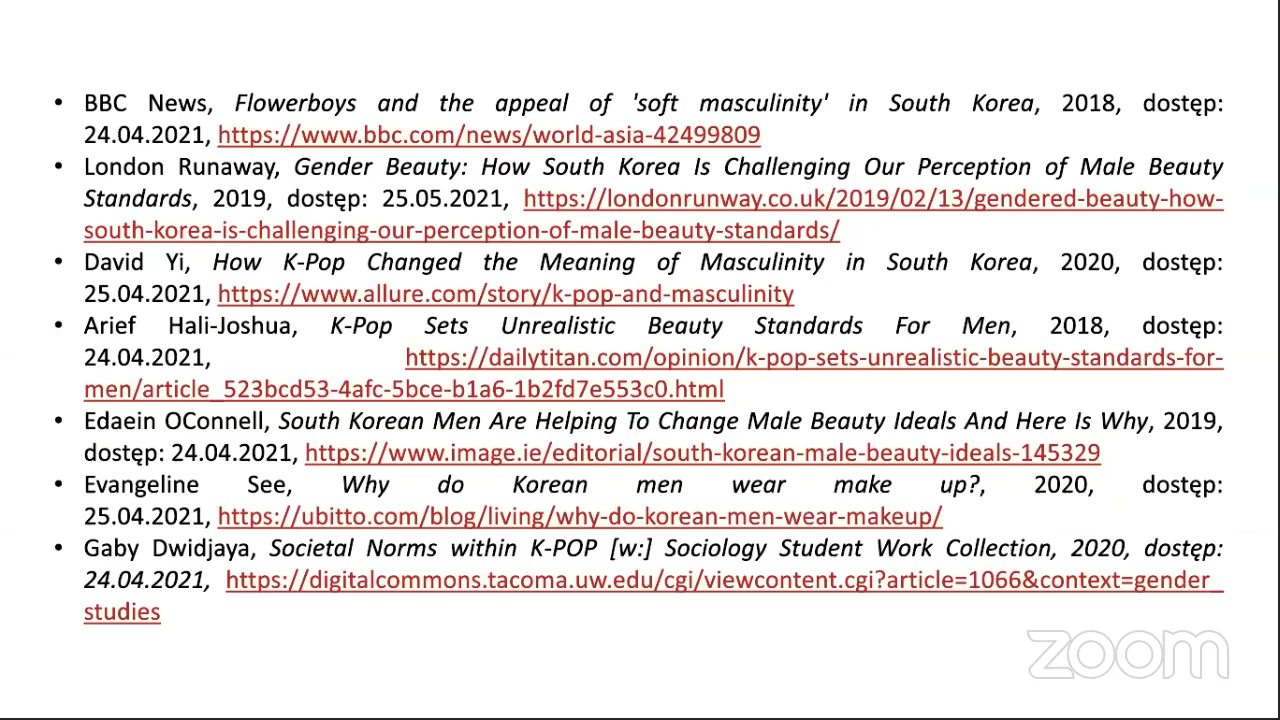 • BBC News, Flowerboys and the appeal of 'soft masculinity' in South Korea, 2018, dostęp:
24.04.2021, https://www.bbc.com/news/world-asia-42499809
• London Runaway, Gender Beauty: How South Korea Is Challenging Our Perception of Male Beauty
Standards, 2019, dostęp: 25.05.2021, https://londonrunway.co.uk/2019/02/13/gendered-beauty-how-
south-korea-is-challenging-our-perception-of-male-beauty-standards/
• David Yi, How K-Pop Changed the Meaning of Masculinity in South Korea, 2020, dostęp:
25.04.2021, https://www.allure.com/story/k-pop-and-masculinity
• Arief Hali-Joshua, K-Pop Sets Unrealistic Beauty Standards For Men, 2018, dostęp:
24.04.2021, https://dailytitan.com/opinion/k-pop-sets-unrealistic-beauty-standards-for-
men/article_523bcd53-4afc-5bce-b1a6-1b2fd7e553c0.html
• Edaein OConnell, South Korean Men Are Helping To Change Male Beauty Ideals And Here Is Why, 2019,
dostęp: 24.04.2021, https://www.image.ie/editorial/south-korean-male-beauty-ideals-145329
• Evangeline See, Why do Korean men wear make up?, 2020, dostęp:
25.04.2021, https://ubitto.com/blog/living/why-do-korean-men-wear-makeup/
• Gaby Dwidjaya, Societal Norms within K-POP [w:] Sociology Student Work Collection, 2020, dostęp:
24.04.2021, https://digitalcommons.tacoma.uw.edu/cgi/viewcontent.cgi?article=1066&context=gender_
studies
zoom